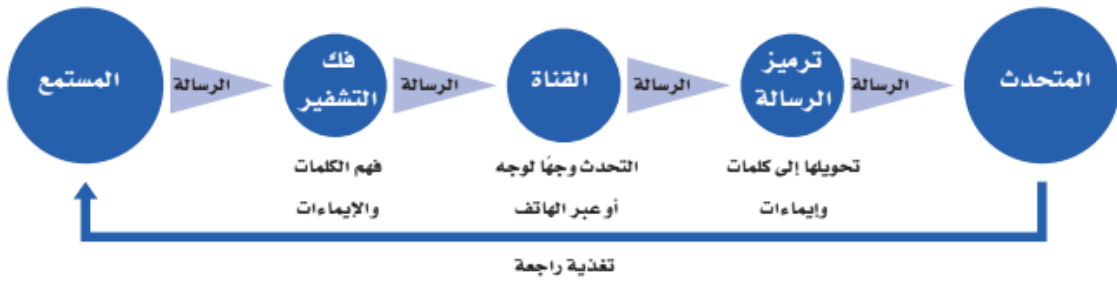 المتحدث
الرسالة
ترميز
الرسالة
تحويلها إلى كلمات
وإيماءات
الرسالة
القناة
التحدث وجهًا لوجه
أو عبر الهاتف
الرسالة
فك
التشفير
فهم الكلمات
والإيماءات
الرسالة
المستمع
تغذية راجعة